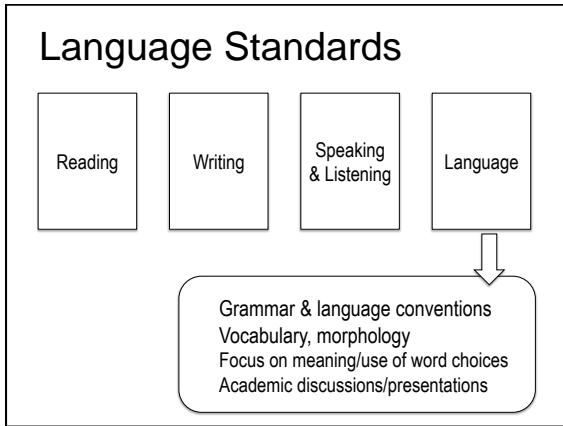 Language Standards
Reading
Writing
Speaking
& Listening
Language
Grammar & language conventions
Vocabulary, morphology
Focus on meaning/use of word choices
Academic discussions/presentations